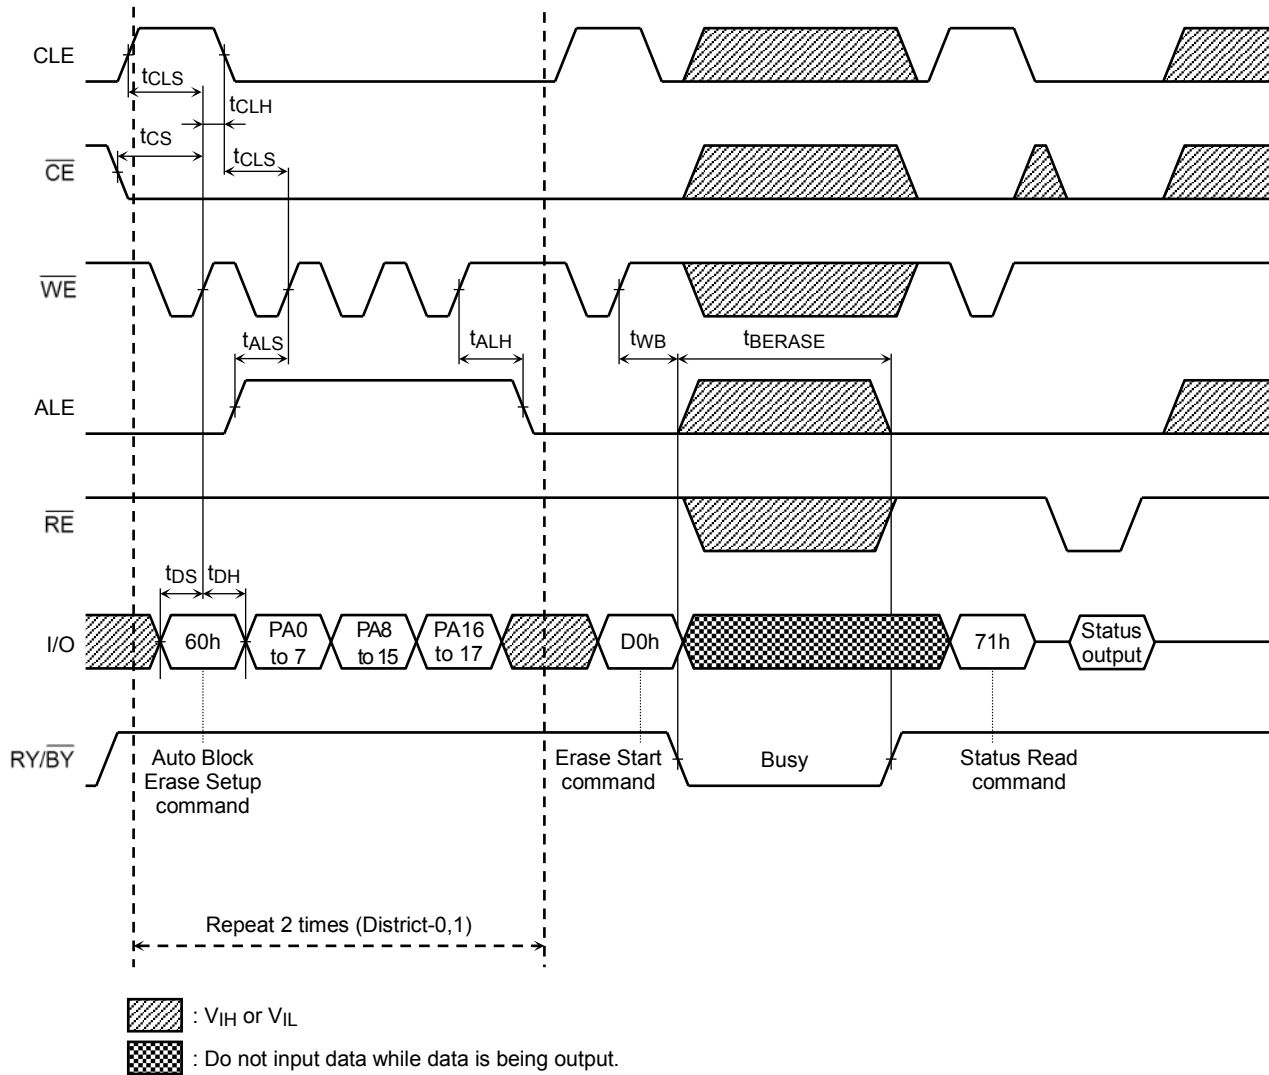 CLE
tCLS
tCLH
tCS
tCLS
CE
WE
tALS
tALH
tWB
tBERASE
ALE
RE
tDS
tDH
I/O
60h
PA0
to 7
PA8
to 15
PA16
to 17
D0h
71h
Status
output
RY/BY
Auto Block
Erase Setup
command
Erase Start
command
Busy
Status Read
command
Repeat 2 times (District-0,1)
: VIH or VIL
: Do not input data while data is being output.